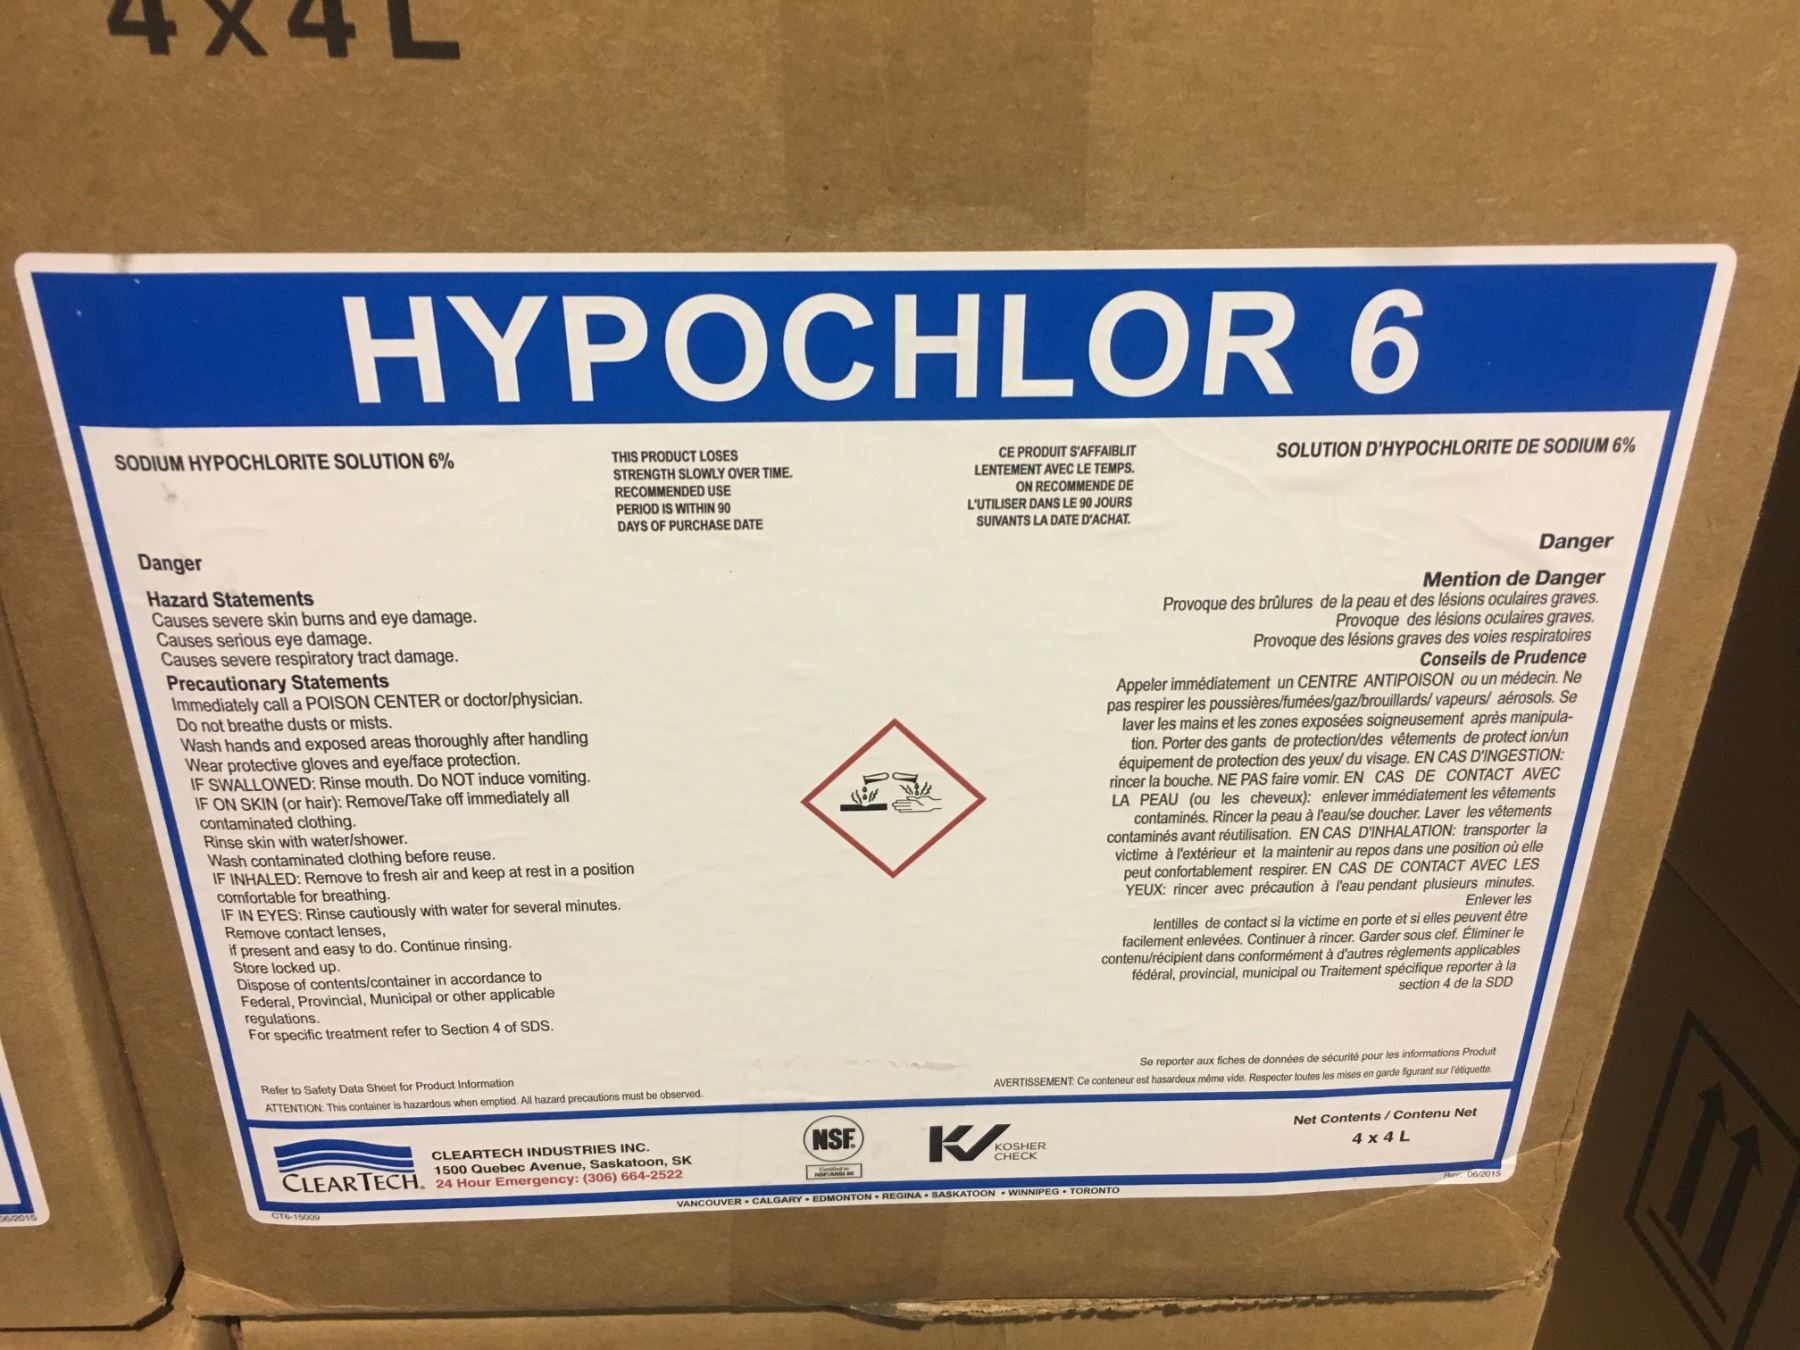 4x4L
HYPOCHLOR 6
SODIUM HYPOCHLORITE SOLUTION 6%
THIS PRODUCT LOSES
STRENGTH SLOWLY OVER TIME.
RECOMMENDED USE
PERIOD IS WITHIN 90
DAYS OF PURCHASE DATE
CE PRODUIT S'AFFAIBLIT
LENTEMENT AVEC LE TEMPS.
ON RECOMMENDE DE
L'UTILISER DANS LE 90 JOURS
SUIVANTS LA DATE D'ACHAT.
SOLUTION D'HYPOCHLORITE DE SODIUM 6%
Danger
Hazard Statements
Causes severe skin burns and eye damage.
Causes serious eye damage.
Causes severe respiratory tract damage.
Precautionary Statements
Immediately call a POISON CENTER or doctor/physician.
Do not breathe dusts or mists.
Wash hands and exposed areas thoroughly after handling
Wear protective gloves and eye/face protection.
IF SWALLOWED: Rinse mouth. Do NOT induce vomiting.
IF ON SKIN (or hair): Remove/Take off immediately all
contaminated clothing.
Rinse skin with water/shower.
Wash contaminated clothing before reuse.
IF INHALED: Remove to fresh air and keep at rest in a position
comfortable for breathing.
IF IN EYES: Rinse cautiously with water for several minutes.
Remove contact lenses,
if present and easy to do. Continue rinsing.
Store locked up.
Dispose of contents/container in accordance to
Federal, Provincial, Municipal or other applicable
regulations.
For specific treatment refer to Section 4 of SDS.
Refer to Safety Data Sheet for Product Information
ATTENTION: This container is hazardous when emptied. All hazard precautions must be observed.
Danger
Mention de Danger
Provoque des brûlures de la peau et des lésions oculaires graves.
Provoque des lésions oculaires graves.
Provoque des lésions graves des voies respiratoires
Conseils de Prudence
Appeler immédiatement un CENTRE ANTIPOISON ou un médecin. Ne
pas respirer les poussières/fumées/gaz/brouillards/ vapeurs/ aérosols. Se
laver les mains et les zones exposées soigneusement après manipula-
tion. Porter des gants de protection/des vêtements de protect ion/un
équipement de protection des yeux/ du visage. EN CAS D'INGESTION:
rincer la bouche. NE PAS faire vomir. EN CAS DE CONTACT AVEC
LA PEAU (ou les cheveux): enlever immédiatement les vêtements
contaminés. Rincer la peau à l'eau/se doucher. Laver les vêtements
contaminés avant réutilisation. EN CAS D'INHALATION: transporter la
victime à l'extérieur et la maintenir au repos dans une position où elle
peut confortablement respirer. EN CAS DE CONTACT AVEC LES
YEUX: rincer avec précaution à l'eau pendant plusieurs minutes.
Enlever les
lentilles de contact si la victime en porte et si elles peuvent être
facilement enlevées. Continuer à rincer. Garder sous clef. Éliminer le
contenu/récipient dans conformément à d'autres règlements applicables
fédéral, provincial, municipal ou Traitement spécifique reporter à la
section 4 de la SDD
Se reporter aux fiches de données de sécurité pour les informations Produit
AVERTISSEMENT: Ce conteneur est hasardeux même vide. Respecter toutes les mises en garde figurant sur l'étiquette.
CLEARTECH.
CLEARTECH INDUSTRIES INC.
1500 Quebec Avenue, Saskatoon, SK
24 Hour Emergency: (306) 664-2522
NSF
Certified to
NSF/ANSI 60
KOSHER
CHECK
Net Contents / Contenu Net
4 x 4 L
Rev: 06/2015
VANCOUVER • CALGARY • EDMONTON • REGINA • SASKATOON • WINNIPEG • TORONTO
CT6-15009
06/2015